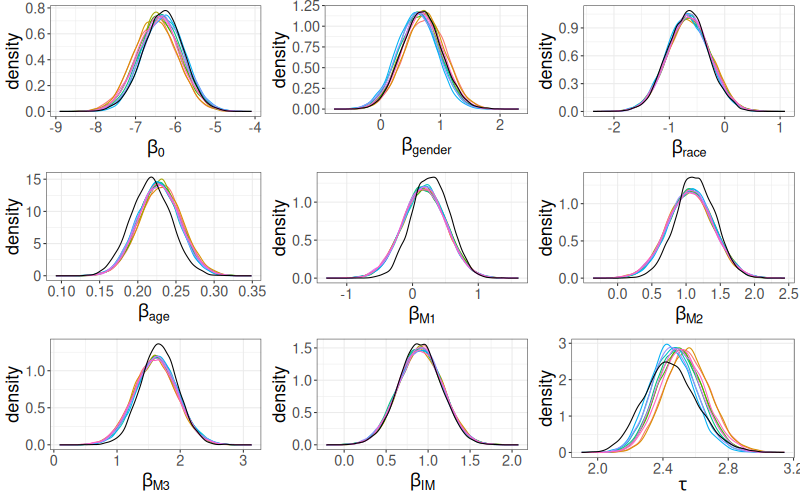 density
0.8
0.6
0.4
0.2
0.0
-9 -8 -7 -6 -5 -4
β0
density
1.25
1.00
0.75
0.50
0.25
0.00
0 1 2
βgender
density
0.9
0.6
0.3
0.0
-2 -1 0 1
βrace
density
15
10
5
0
0.10 0.15 0.20 0.25 0.30 0.35
βage
density
1.0
0.5
0.0
-1 0 1
βM1
density
1.0
0.5
0.0
0.0 0.5 1.0 1.5 2.0 2.5
βM2
density
1.0
0.5
0.0
0 1 2 3
βM3
density
1.5
1.0
0.5
0.0
0.0 0.5 1.0 1.5 2.0
βIM
density
3
2
1
0
2.0 2.4 2.8 3.2
τ